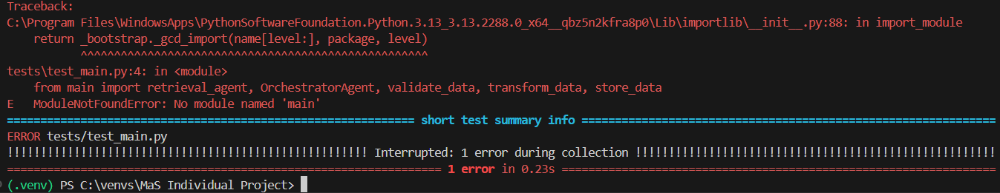 Traceback:
C:\Program Files\WindowsApps\PythonSoftwareFoundation.Python.3.13_3.13.2288.0_x64__qbz5n2kfra8p0\Lib\importlib\__init__.py:88: in import_module
    return _bootstrap._gcd_import(name[level:], package, level)
           ^^^^^^^^^^^^^^^^^^^^^^^^^^^^^^^^^^^^^^^^^^^^^^^^^^^^
tests\test_main.py:4: in <module>
    from main import retrieval_agent, OrchestratorAgent, validate_data, transform_data, store_data
E   ModuleNotFoundError: No module named 'main'
============================================================= short test summary info ==============================================================
ERROR tests/test_main.py
!!!!!!!!!!!!!!!!!!!!!!!!!!!!!!!!!!!!!!!!!!!!!!!!!!!!!! Interrupted: 1 error during collection !!!!!!!!!!!!!!!!!!!!!!!!!!!!!!!!!!!!!!!!!!!!!!!!!!!!!!
================================================================= 1 error in 0.23s =================================================================
(.venv) PS C:\venvs\MaS Individual Project>